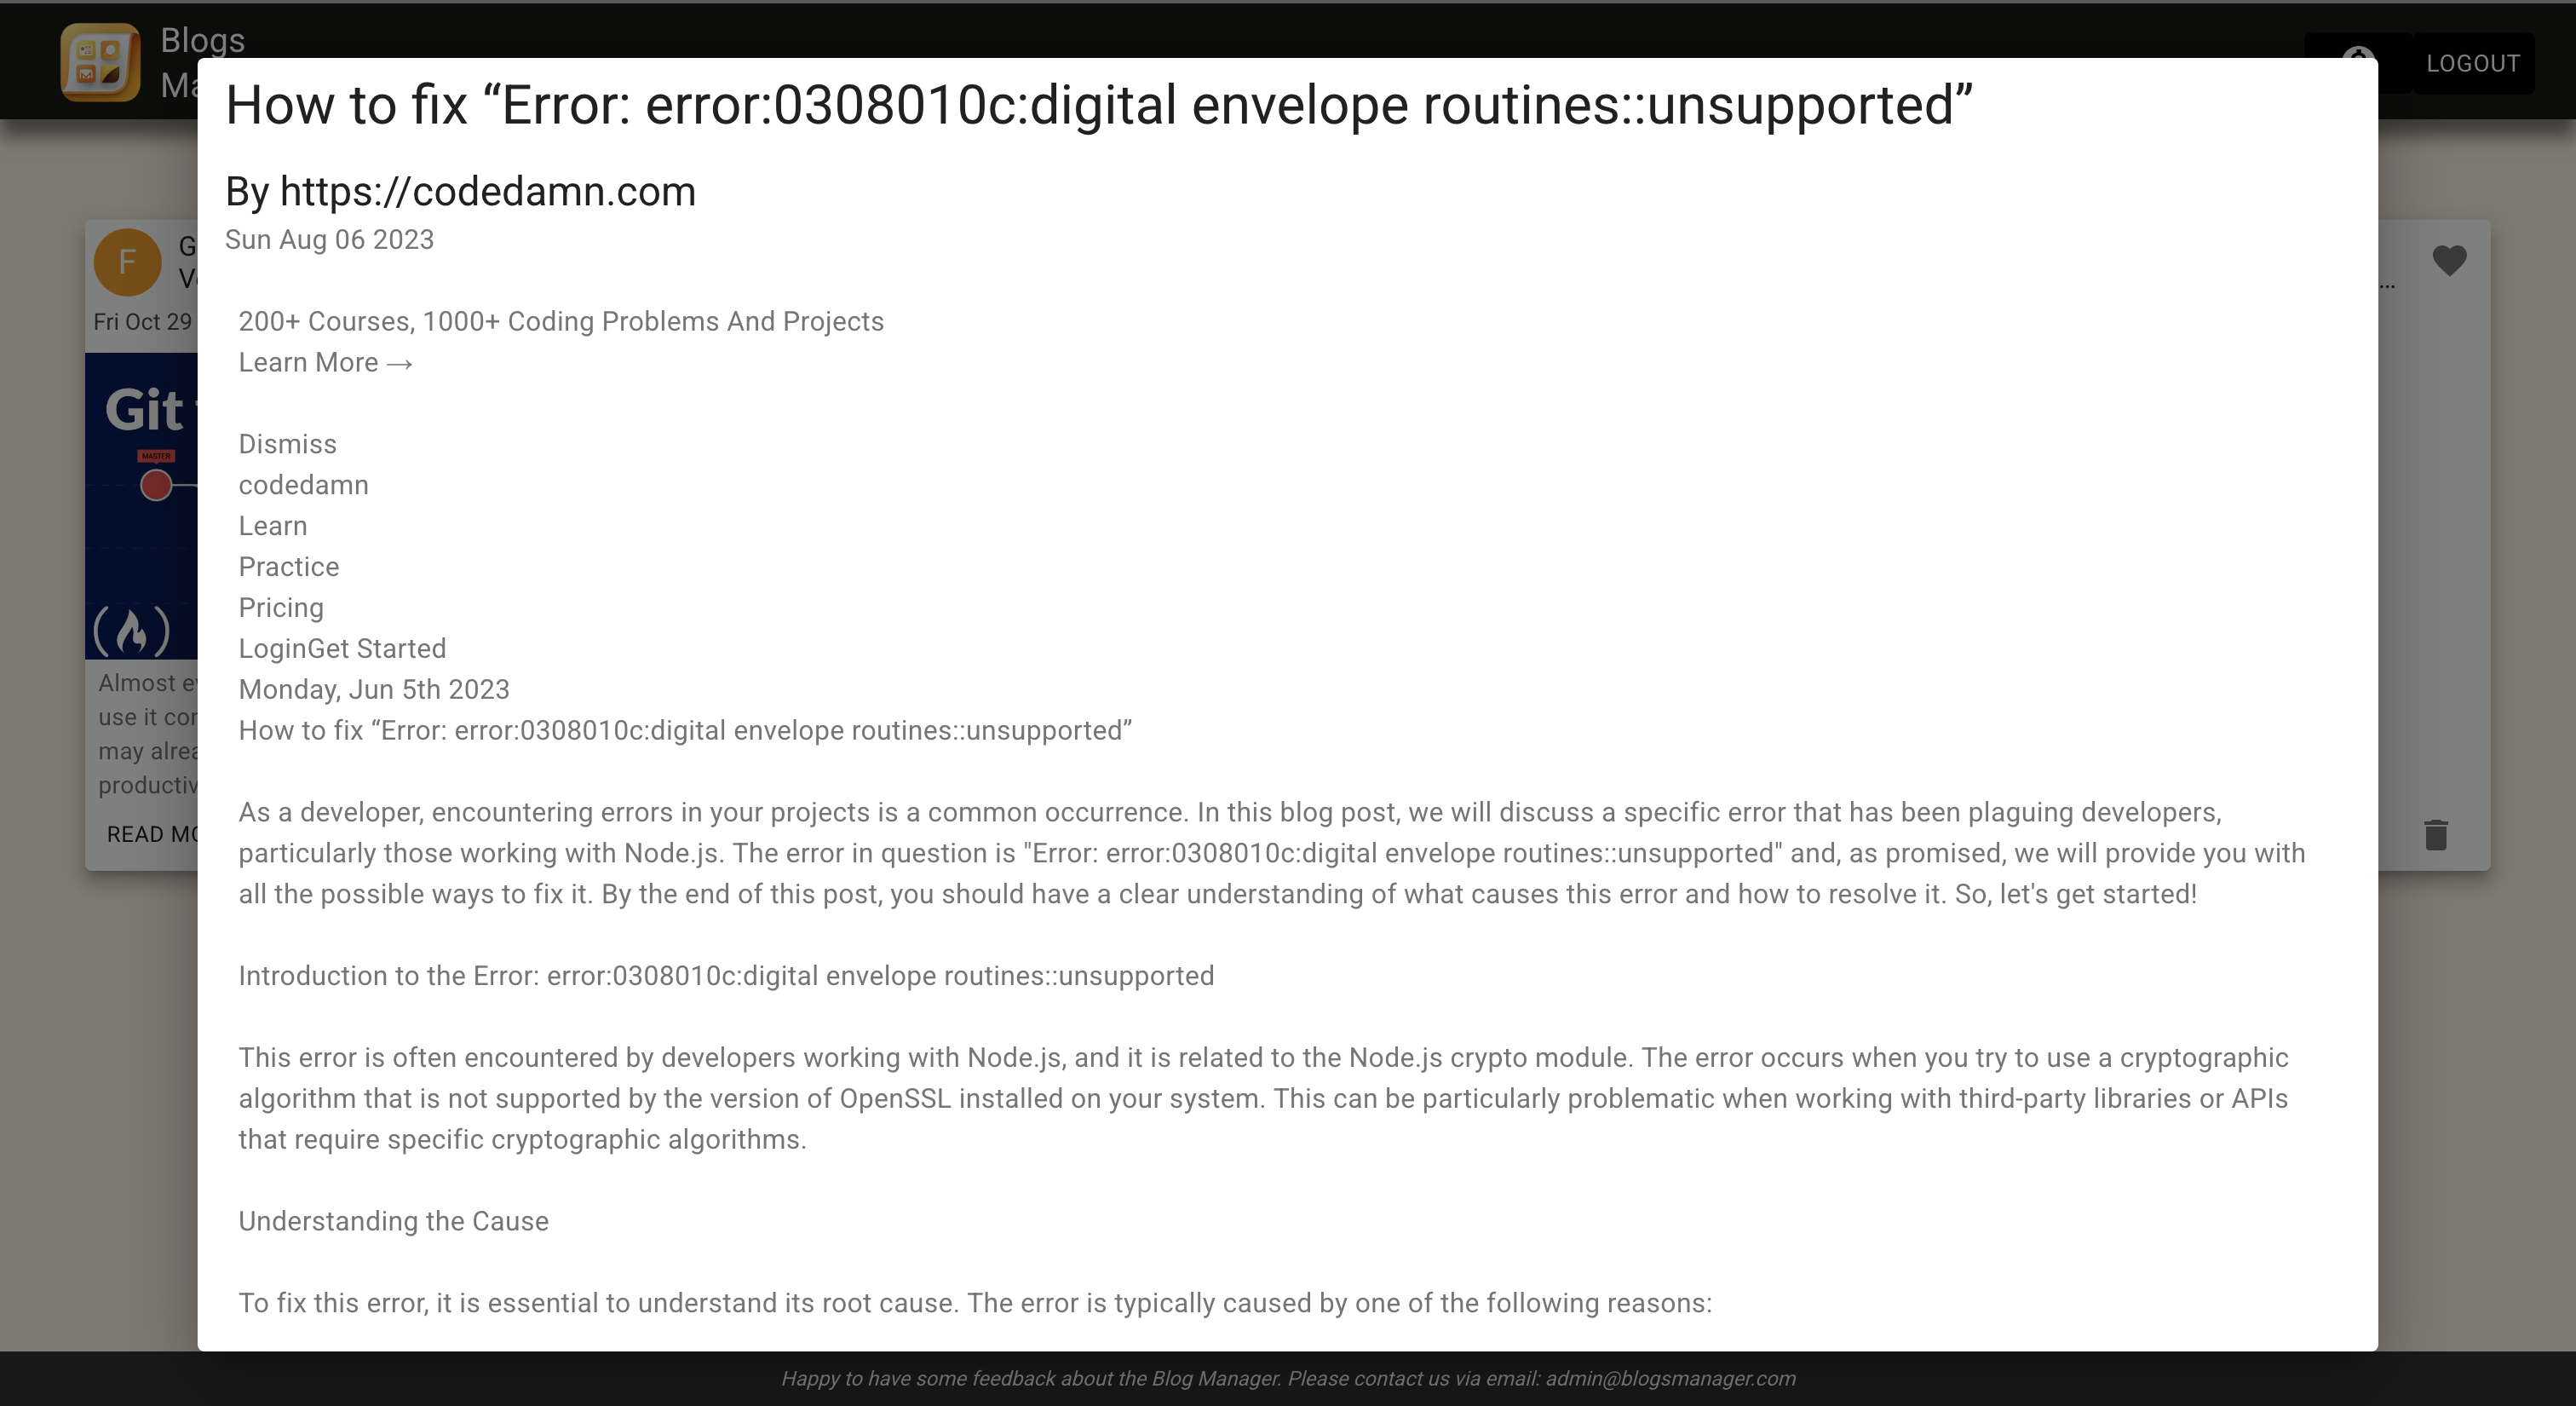 Blogs
LOGOUT
How to fix “Error: error:0308010c:digital envelope routines::unsupported”
By https://codedamn.com
Sun Aug 06 2023
F
Fri Oct 29
Git
MASTER
Almost
use it
may
READ
...
200+ Courses, 1000+ Coding Problems And Projects
Learn More →
Dismiss
codedamn
Learn
Practice
Pricing
LoginGet Started
Monday, Jun 5th 2023
How to fix “Error: error:0308010c:digital envelope routines::unsupported”
As a developer, encountering errors in your projects is a common occurrence. In this blog post, we will discuss a specific error that has been plaguing developers,
particularly those working with Node.js. The error in question is "Error: error:0308010c:digital envelope routines::unsupported" and, as promised, we will provide you with
all the possible ways to fix it. By the end of this post, you should have a clear understanding of what causes this error and how to resolve it. So, let's get started!
Introduction to the Error: error:0308010c:digital envelope routines::unsupported
This error is often encountered by developers working with Node.js, and it is related to the Node.js crypto module. The error occurs when you try to use a cryptographic
algorithm that is not supported by the version of OpenSSL installed on your system. This can be particularly problematic when working with third-party libraries or APIs
that require specific cryptographic algorithms.
Understanding the Cause
To fix this error, it is essential to understand its root cause. The error is typically caused by one of the following reasons:
Happy to have some feedback about the Blog Manager. Please contact us via email: admin@blogsmanager.com